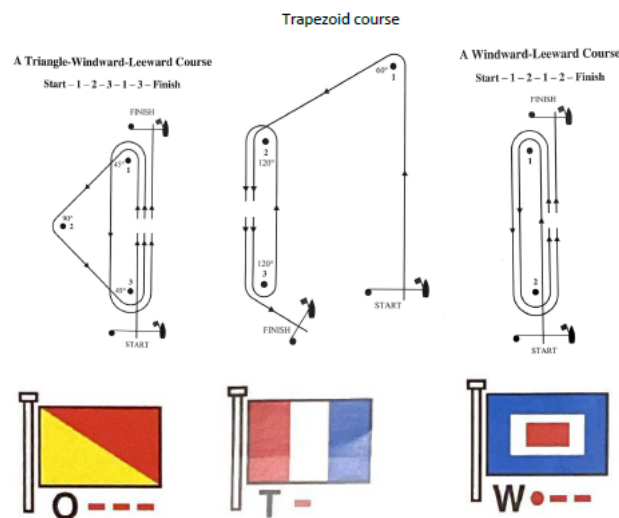 Trapezoid course
A Triangle-Windward-Leeward Course
Start – 1 – 2 – 3 – 1 – 3 – Finish
FINISH
45°
1
90°
2
3
45°
START
60°
1
2
120°
120°
3
START
FINISH
A Windward-Leeward Course
Start – 1 – 2 – 1 – 2 – Finish
FINISH
1
2
START
O
T
W